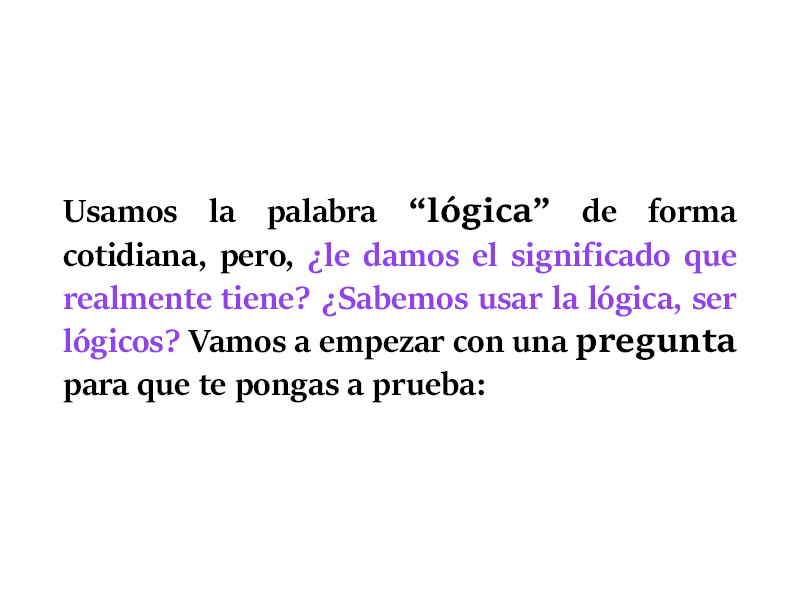 Usamos la palabra “lógica” de forma
cotidiana, pero, ¿le damos el significado que
realmente tiene? ¿Sabemos usar la lógica, ser
lógicos? Vamos a empezar con una pregunta
para que te pongas a prueba: